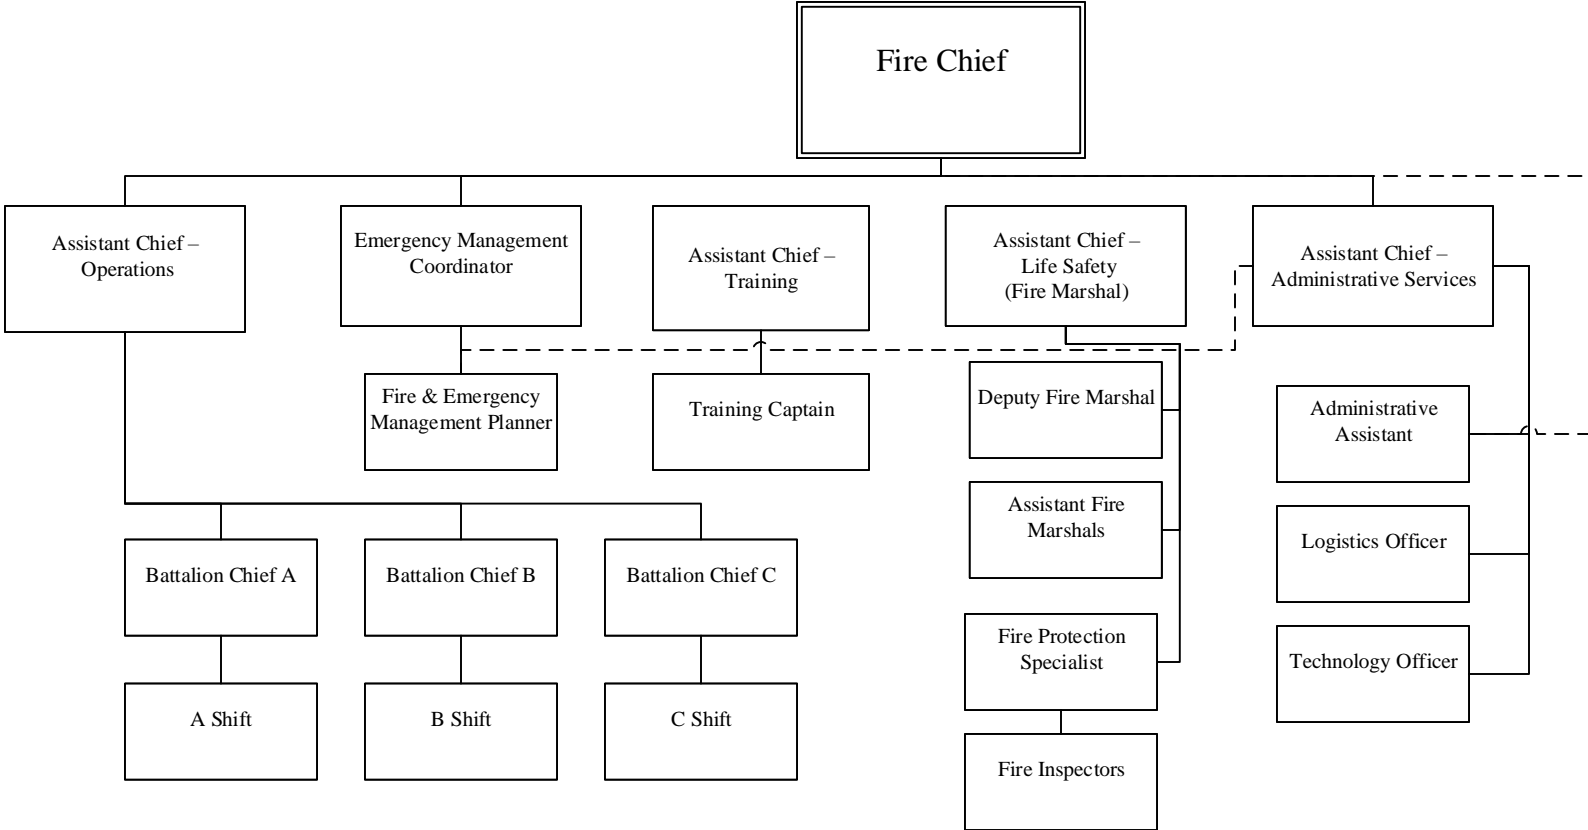 Fire Chief
Assistant Chief –
Operations
Emergency Management
Coordinator
Assistant Chief –
Training
Assistant Chief –
Life Safety
(Fire Marshal)
Assistant Chief –
Administrative Services
Fire & Emergency
Management Planner
Training Captain
Deputy Fire Marshal
Administrative
Assistant
Assistant Fire
Marshals
Logistics Officer
Battalion Chief A
Battalion Chief B
Battalion Chief C
Fire Protection
Specialist
Technology Officer
A Shift
B Shift
C Shift
Fire Inspectors